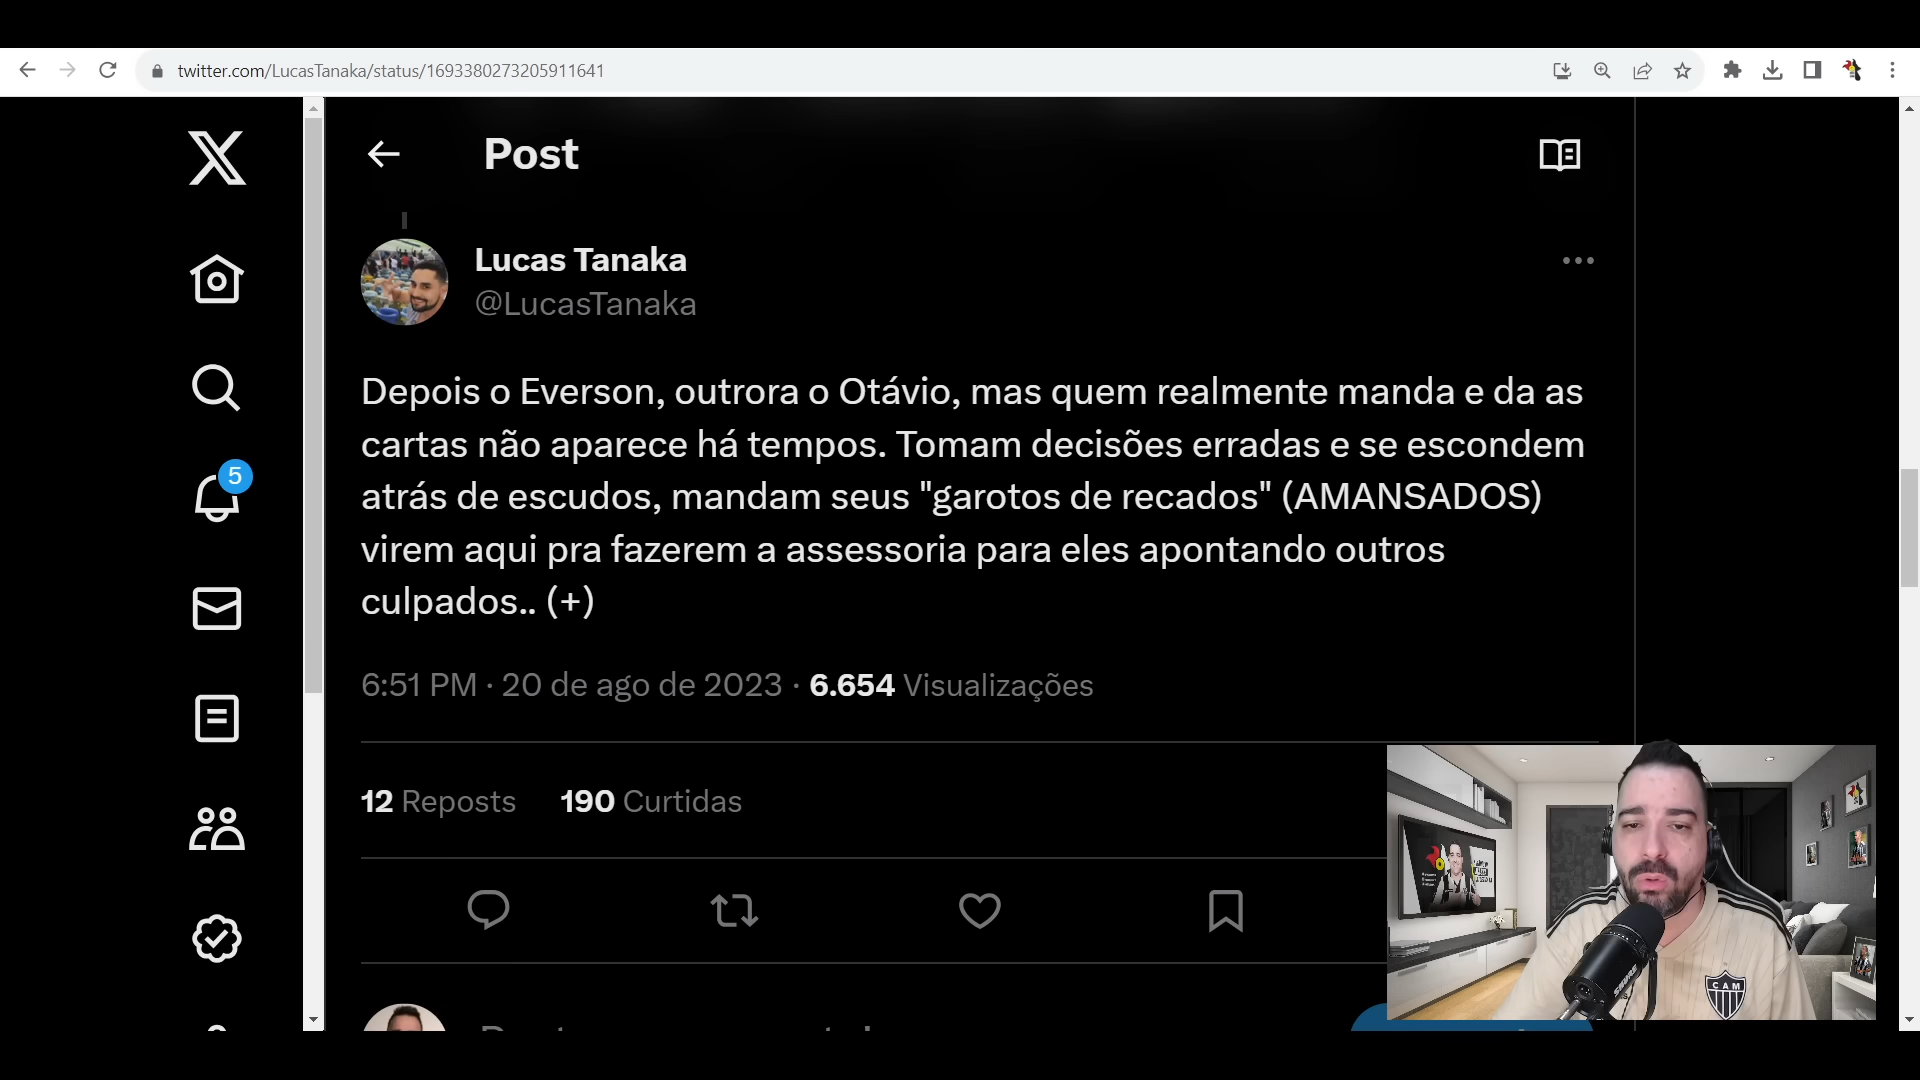 twitter.com/LucasTanaka/status/1693380273205911641
Post
Lucas Tanaka
@LucasTanaka
Depois o Everson, outrora o Otávio, mas quem realmente manda e da as
cartas não aparece há tempos. Tomam decisões erradas e se escondem
atrás de escudos, mandam seus "garotos de recados" (AMANSADOS)
virem aqui pra fazerem a assessoria para eles apontando outros
culpados.. (+)
5
6:51 PM · 20 de ago de 2023 · 6.654 Visualizações
12 Reposts 190 Curtidas
SHURE
CAM